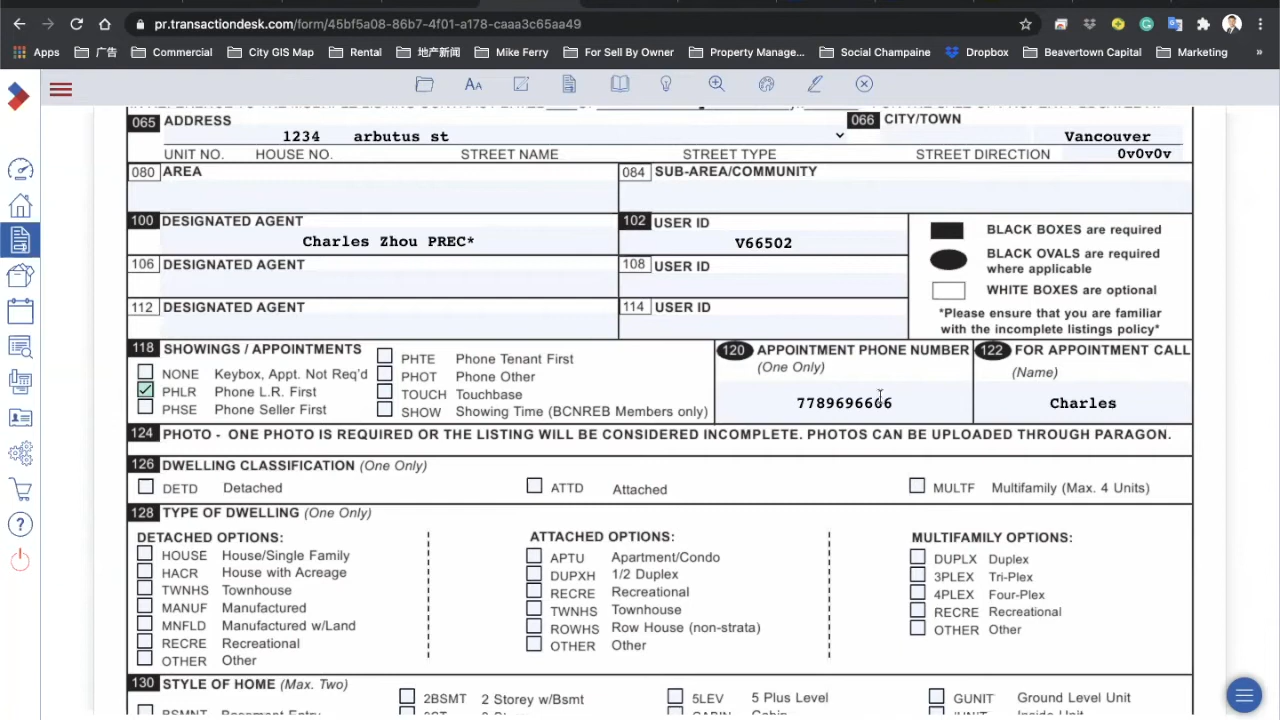 pr.transactiondesk.com/form/45bf5a08-86b7-4f01-a178-caaa3c65aa49
Apps 广告 Commercial City GIS Map Rental 地产新闻 Mike Ferry For Sell By Owner Property Manage... Social Champaine Dropbox Beavertown Capital Marketing »
065 ADDRESS 066 CITY/TOWN
1234 arbutus st Vancouver
UNIT NO. HOUSE NO. STREET NAME STREET TYPE STREET DIRECTION 0v0v0v
080 AREA 084 SUB-AREA/COMMUNITY
100 DESIGNATED AGENT 102 USER ID
Charles Zhou PREC* V66502
106 DESIGNATED AGENT 108 USER ID
112 DESIGNATED AGENT 114 USER ID
BLACK BOXES are required
BLACK OVALS are required
where applicable
WHITE BOXES are optional
*Please ensure that you are familiar
with the incomplete listings policy*
118 SHOWINGS / APPOINTMENTS
NONE Keybox, Appt. Not Req'd
PHLR Phone L.R. First
PHSE Phone Seller First
PHTE Phone Tenant First
PHOT Phone Other
TOUCH Touchbase
SHOW Showing Time (BCNREB Members only)
120 APPOINTMENT PHONE NUMBER
(One Only)
7789696606
122 FOR APPOINTMENT CALL
(Name)
Charles
124 PHOTO - ONE PHOTO IS REQUIRED OR THE LISTING WILL BE CONSIDERED INCOMPLETE. PHOTOS CAN BE UPLOADED THROUGH PARAGON.
126 DWELLING CLASSIFICATION (One Only)
DETD Detached ATTD Attached MULTF Multifamily (Max. 4 Units)
128 TYPE OF DWELLING (One Only)
DETACHED OPTIONS:
HOUSE House/Single Family
HACR House with Acreage
TWNHS Townhouse
MANUF Manufactured
MNFLD Manufactured w/Land
RECRE Recreational
OTHER Other
ATTACHED OPTIONS:
APTU Apartment/Condo
DUPXH 1/2 Duplex
RECRE Recreational
TWNHS Townhouse
ROWHS Row House (non-strata)
OTHER Other
MULTIFAMILY OPTIONS:
DUPLX Duplex
3PLEX Tri-Plex
4PLEX Four-Plex
RECRE Recreational
OTHER Other
130 STYLE OF HOME (Max. Two)
2BSMT 2 Storey w/Bsmt 5LEV 5 Plus Level GUNIT Ground Level Unit